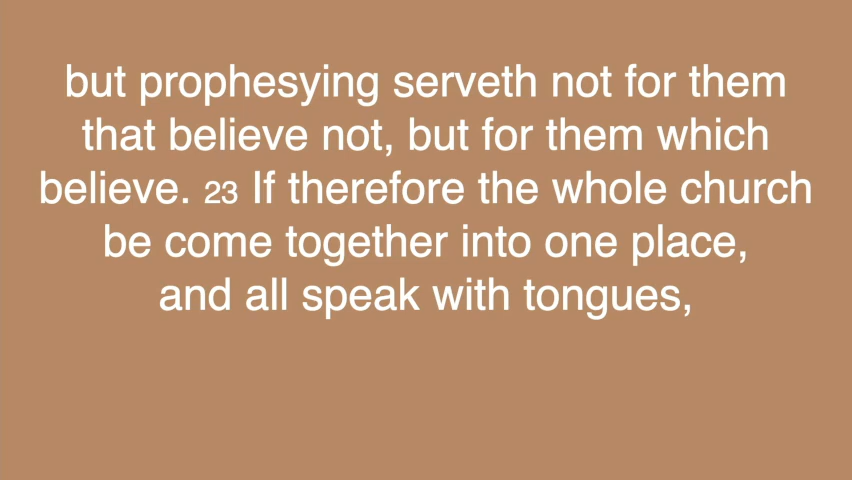 but prophesying serveth not for them
that believe not, but for them which
believe. 23 If therefore the whole church
be come together into one place,
and all speak with tongues,